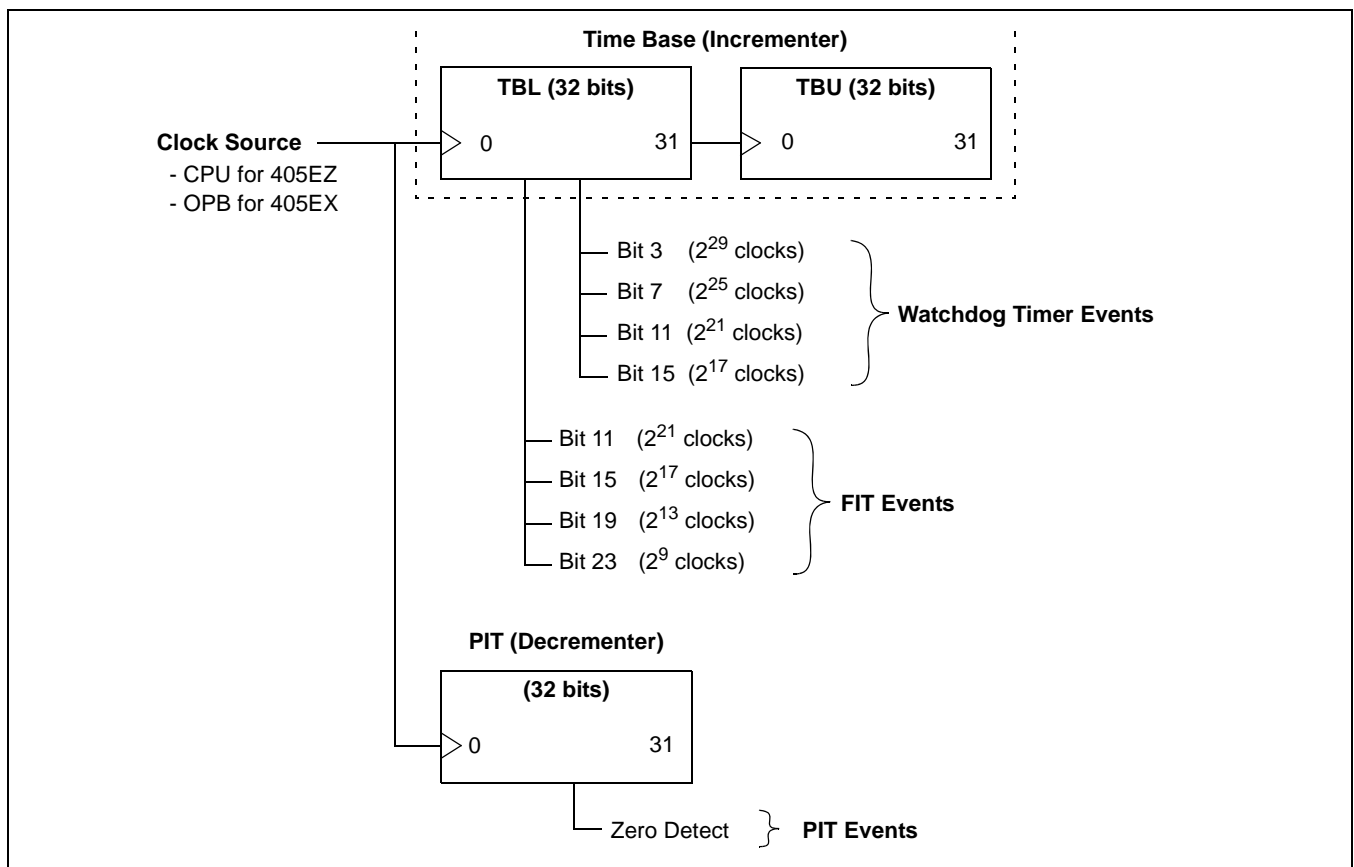 Time Base (Incrementer)
TBL (32 bits)
TBU (32 bits)
Clock Source
0
31
0
31
- CPU for 405EZ
- OPB for 405EX
Bit 3 (2^29 clocks)
Bit 7 (2^25 clocks)
Bit 11 (2^21 clocks)
Bit 15 (2^17 clocks)
Watchdog Timer Events
Bit 11 (2^21 clocks)
Bit 15 (2^17 clocks)
Bit 19 (2^13 clocks)
Bit 23 (2^9 clocks)
FIT Events
PIT (Decrementer)
(32 bits)
0
31
Zero Detect
PIT Events